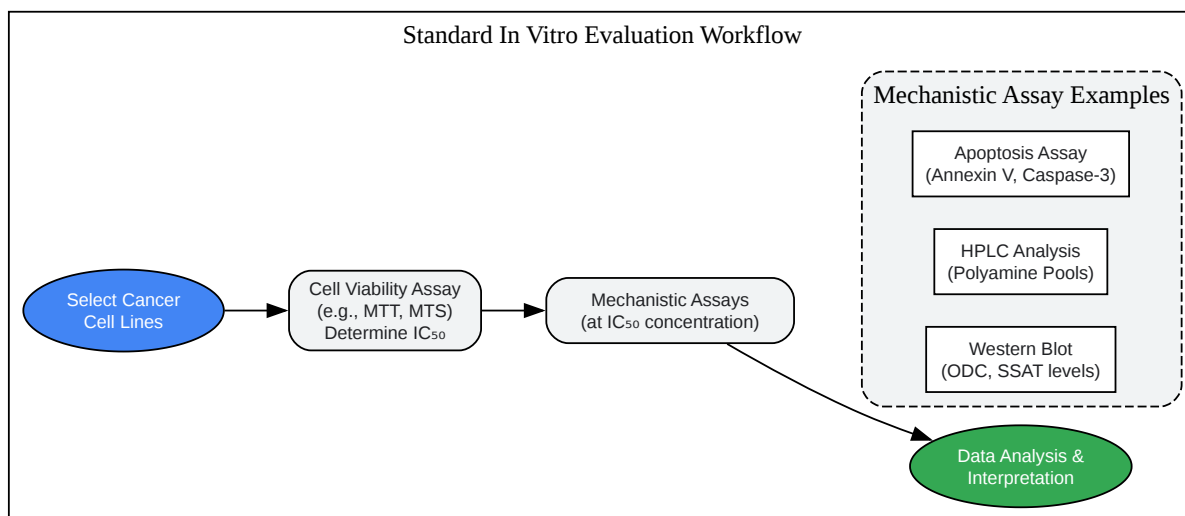 Standard In Vitro Evaluation Workflow
Mechanistic Assay Examples
Apoptosis Assay
(Annexin V, Caspase-3)
HPLC Analysis
(Polyamine Pools)
Western Blot
(ODC, SSAT levels)
Select Cancer
Cell Lines
Cell Viability Assay
(e.g., MTT, MTS)
Determine IC₅₀
Mechanistic Assays
(at IC₅₀ concentration)
Data Analysis &
Interpretation